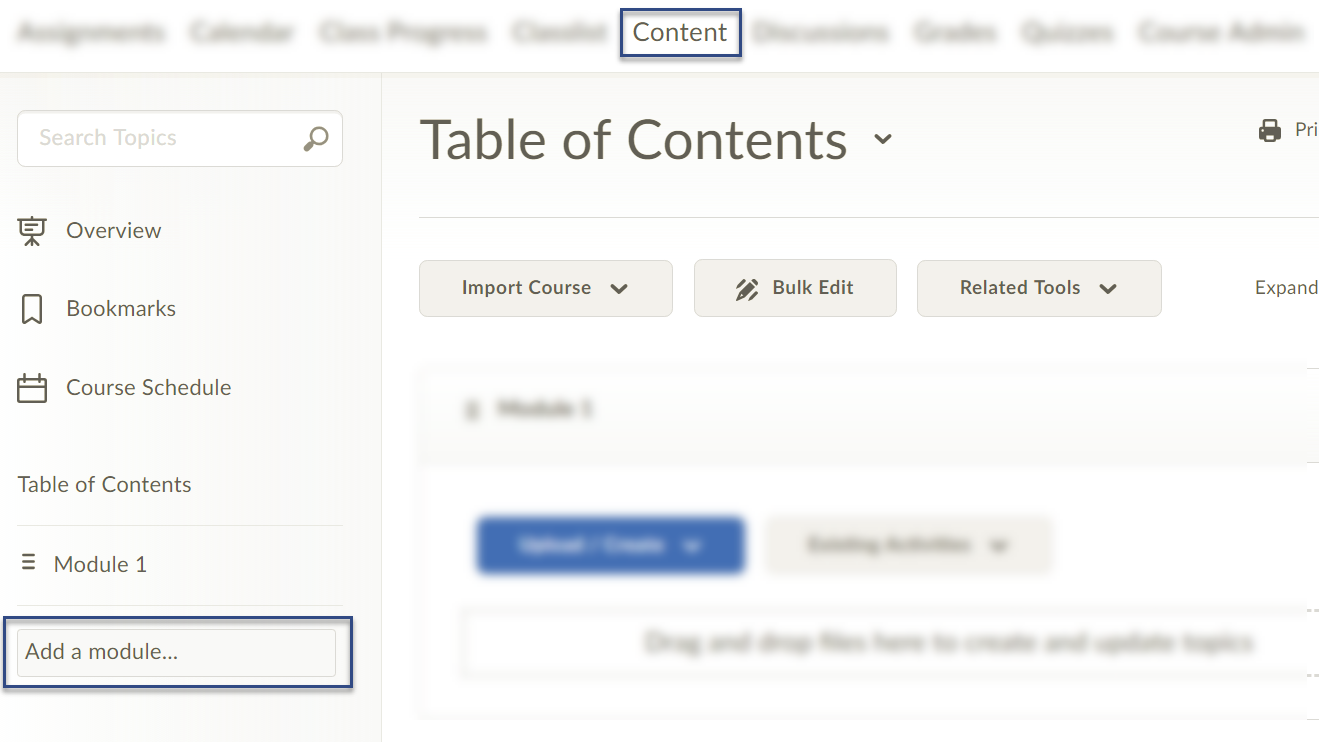 Assignments Calendar Class Progress Classlist Content Discussions Grades Quizzes Course Admin
Search Topics
Table of Contents
Pri
Overview
Bookmarks
Course Schedule
Import Course
Bulk Edit
Related Tools
Expand
Module 1
Table of Contents
Upload / Create
Existing Activities
Module 1
Drag and drop files here to create and update topics
Add a module...